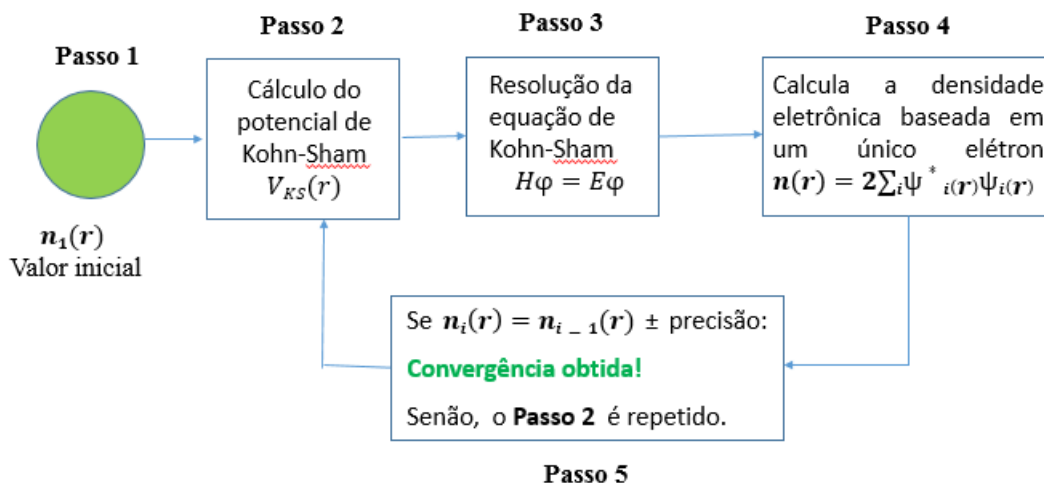 Passo 1
n₁(r)
Valor inicial
Passo 2
Cálculo do
potencial de
Kohn-Sham
V_KS(r)
Passo 3
Resolução da
equação de
Kohn-Sham
Hφ = Eφ
Passo 4
Calcula a densidade
eletrônica baseada em
um único elétron
n(r) = 2∑ᵢψ*ᵢ(r)ψᵢ(r)
Se nᵢ(r) = nᵢ₋₁(r) ± precisão:
Convergência obtida!
Senão, o Passo 2 é repetido.
Passo 5